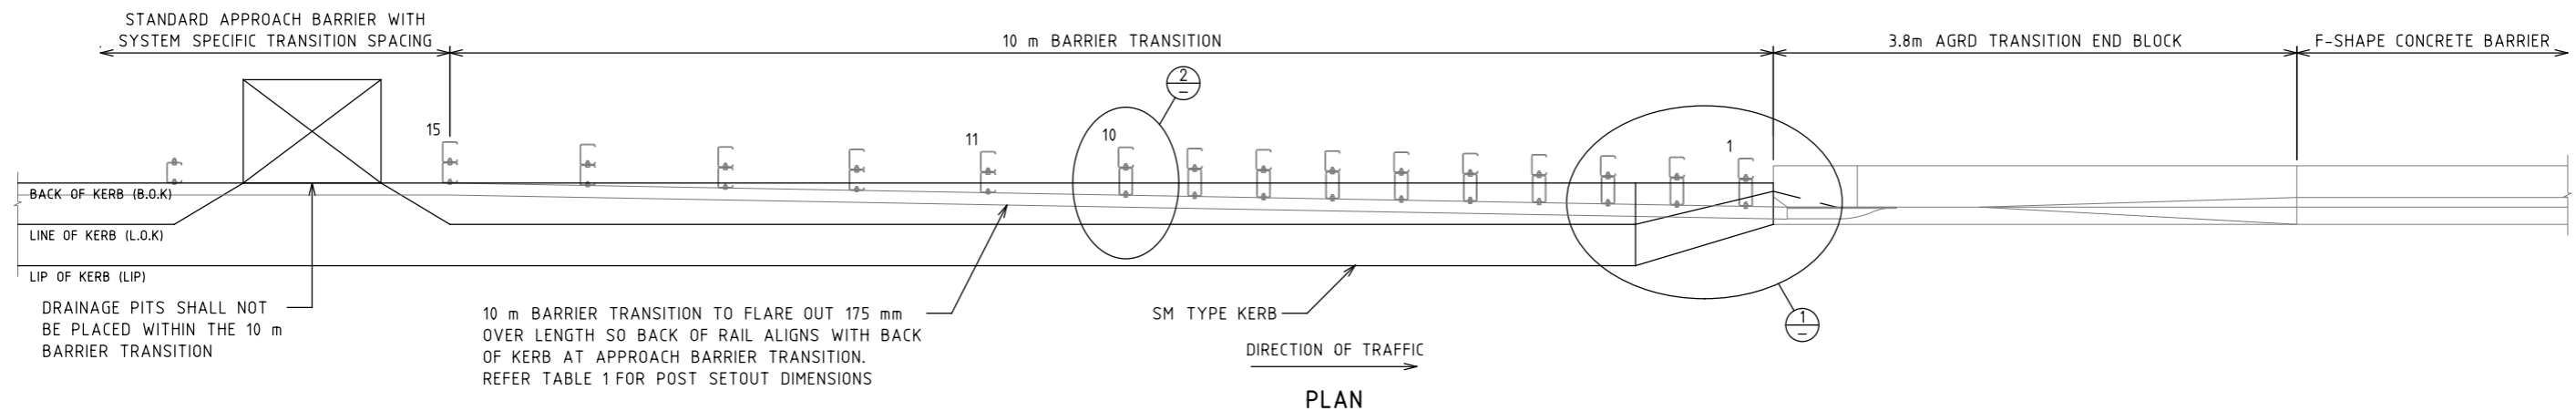 STANDARD APPROACH BARRIER WITH
SYSTEM SPECIFIC TRANSITION SPACING
10 m BARRIER TRANSITION
3.8m AGRD TRANSITION END BLOCK
F-SHAPE CONCRETE BARRIER
2
–
15
11
10
1
BACK OF KERB (B.O.K)
LINE OF KERB (L.O.K)
LIP OF KERB (LIP)
DRAINAGE PITS SHALL NOT
BE PLACED WITHIN THE 10 m
BARRIER TRANSITION
10 m BARRIER TRANSITION TO FLARE OUT 175 mm
OVER LENGTH SO BACK OF RAIL ALIGNS WITH BACK
OF KERB AT APPROACH BARRIER TRANSITION.
REFER TABLE 1 FOR POST SETOUT DIMENSIONS
SM TYPE KERB
1
–
DIRECTION OF TRAFFIC
PLAN